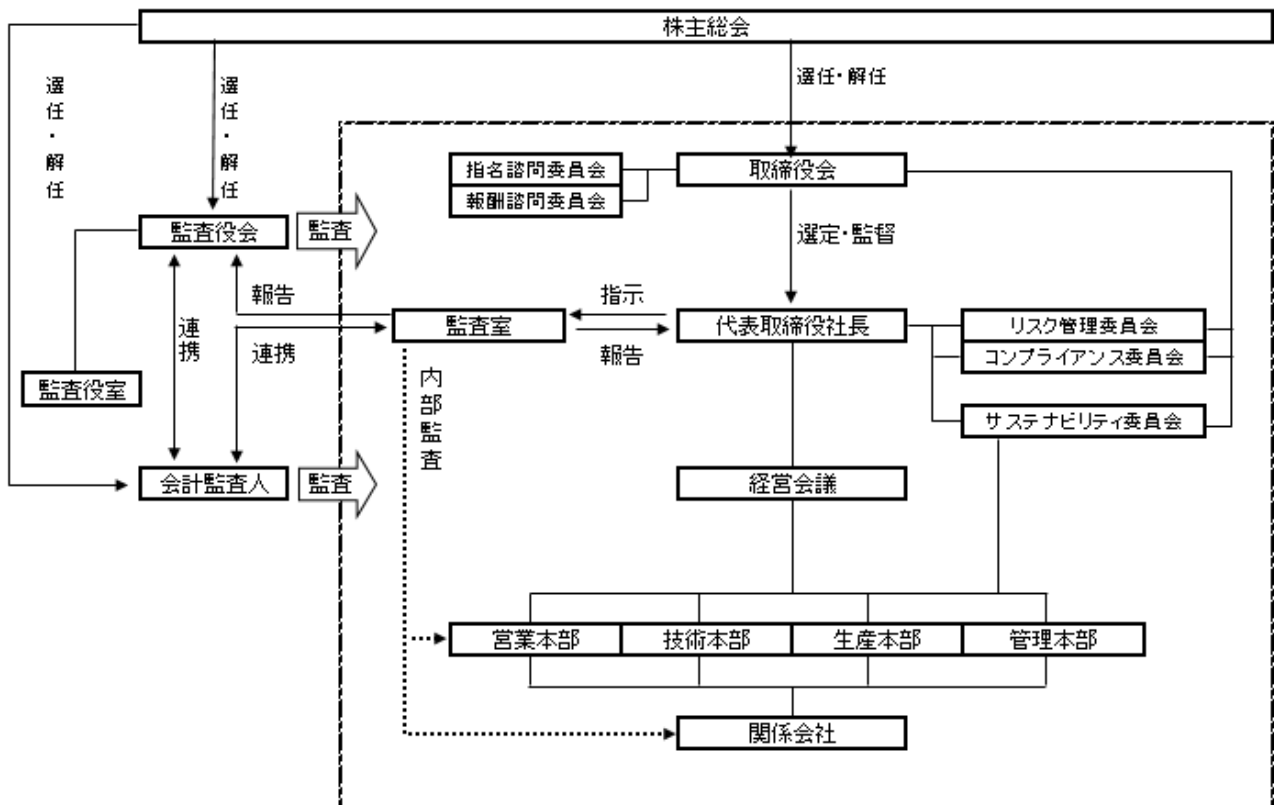 株主総会
選任・解任
選任・解任
選任・解任
指名諮問委員会
取締役会
報酬諮問委員会
監査役会
監査
選定・監督
報告
指示
監査室
代表取締役社長
リスク管理委員会
連携
連携
報告
コンプライアンス委員会
監査役室
内部監査
サステナビリティ委員会
会計監査人
監査
経営会議
営業本部
技術本部
生産本部
管理本部
関係会社